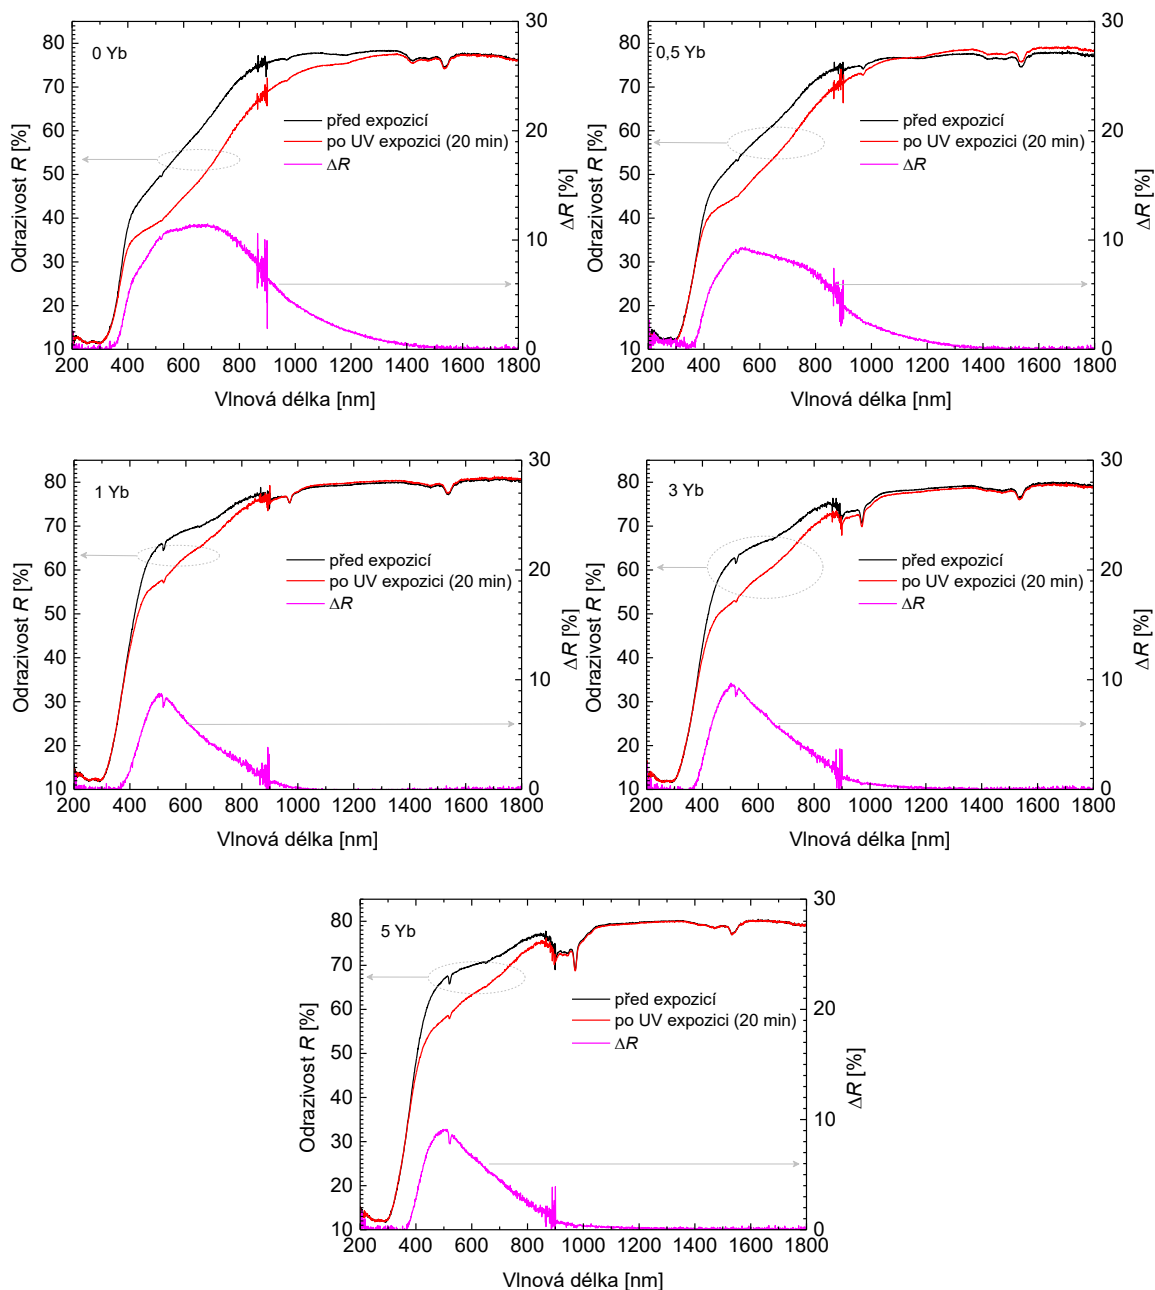 30
80
0 Yb
70
20
60
50
40
10
30
20
10
0
200 400 600 800 1000 1200 1400 1600 1800
Odrazivost R [%]
ΔR [%]
před expozicí
po UV expozici (20 min)
ΔR
Vlnová délka [nm]
30
80
0,5 Yb
70
20
60
50
40
10
30
20
10
0
200 400 600 800 1000 1200 1400 1600 1800
Odrazivost R [%]
ΔR [%]
před expozicí
po UV expozici (20 min)
ΔR
Vlnová délka [nm]
30
80
1 Yb
70
20
60
50
40
10
30
20
10
0
200 400 600 800 1000 1200 1400 1600 1800
Odrazivost R [%]
ΔR [%]
před expozicí
po UV expozici (20 min)
ΔR
Vlnová délka [nm]
30
80
3 Yb
70
20
60
50
40
10
30
20
10
0
200 400 600 800 1000 1200 1400 1600 1800
Odrazivost R [%]
ΔR [%]
před expozicí
po UV expozici (20 min)
ΔR
Vlnová délka [nm]
30
80
5 Yb
70
20
60
50
40
10
30
20
10
0
200 400 600 800 1000 1200 1400 1600 1800
Odrazivost R [%]
ΔR [%]
před expozicí
po UV expozici (20 min)
ΔR
Vlnová délka [nm]